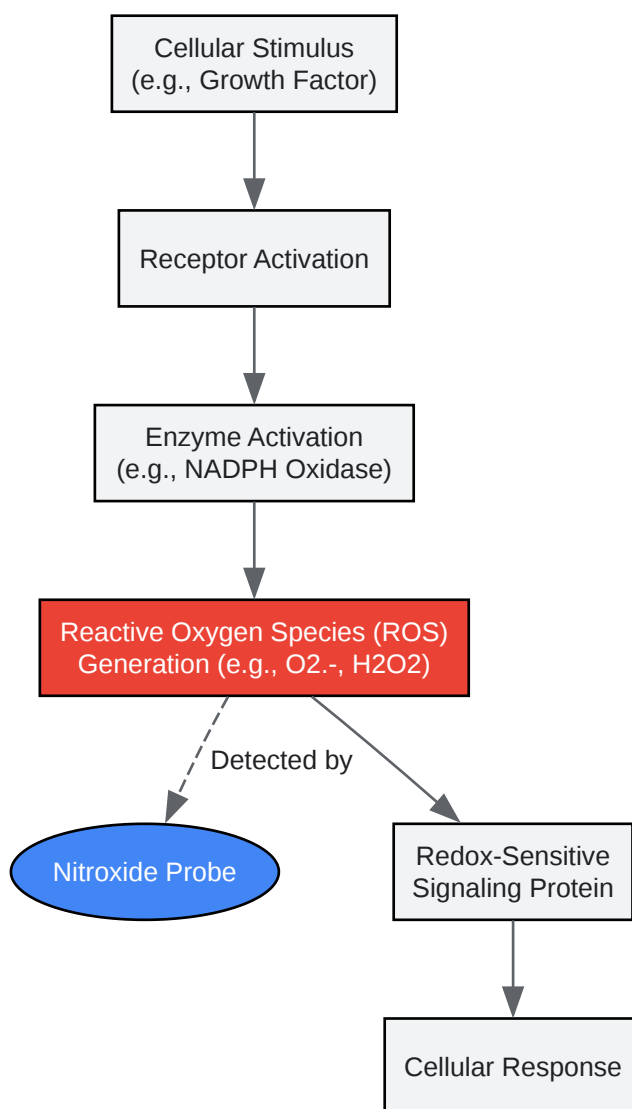 Cellular Stimulus
(e.g., Growth Factor)
Receptor Activation
Enzyme Activation
(e.g., NADPH Oxidase)
Reactive Oxygen Species (ROS)
Generation (e.g., O2.-, H2O2)
Detected by
Nitroxide Probe
Redox-Sensitive
Signaling Protein
Cellular Response